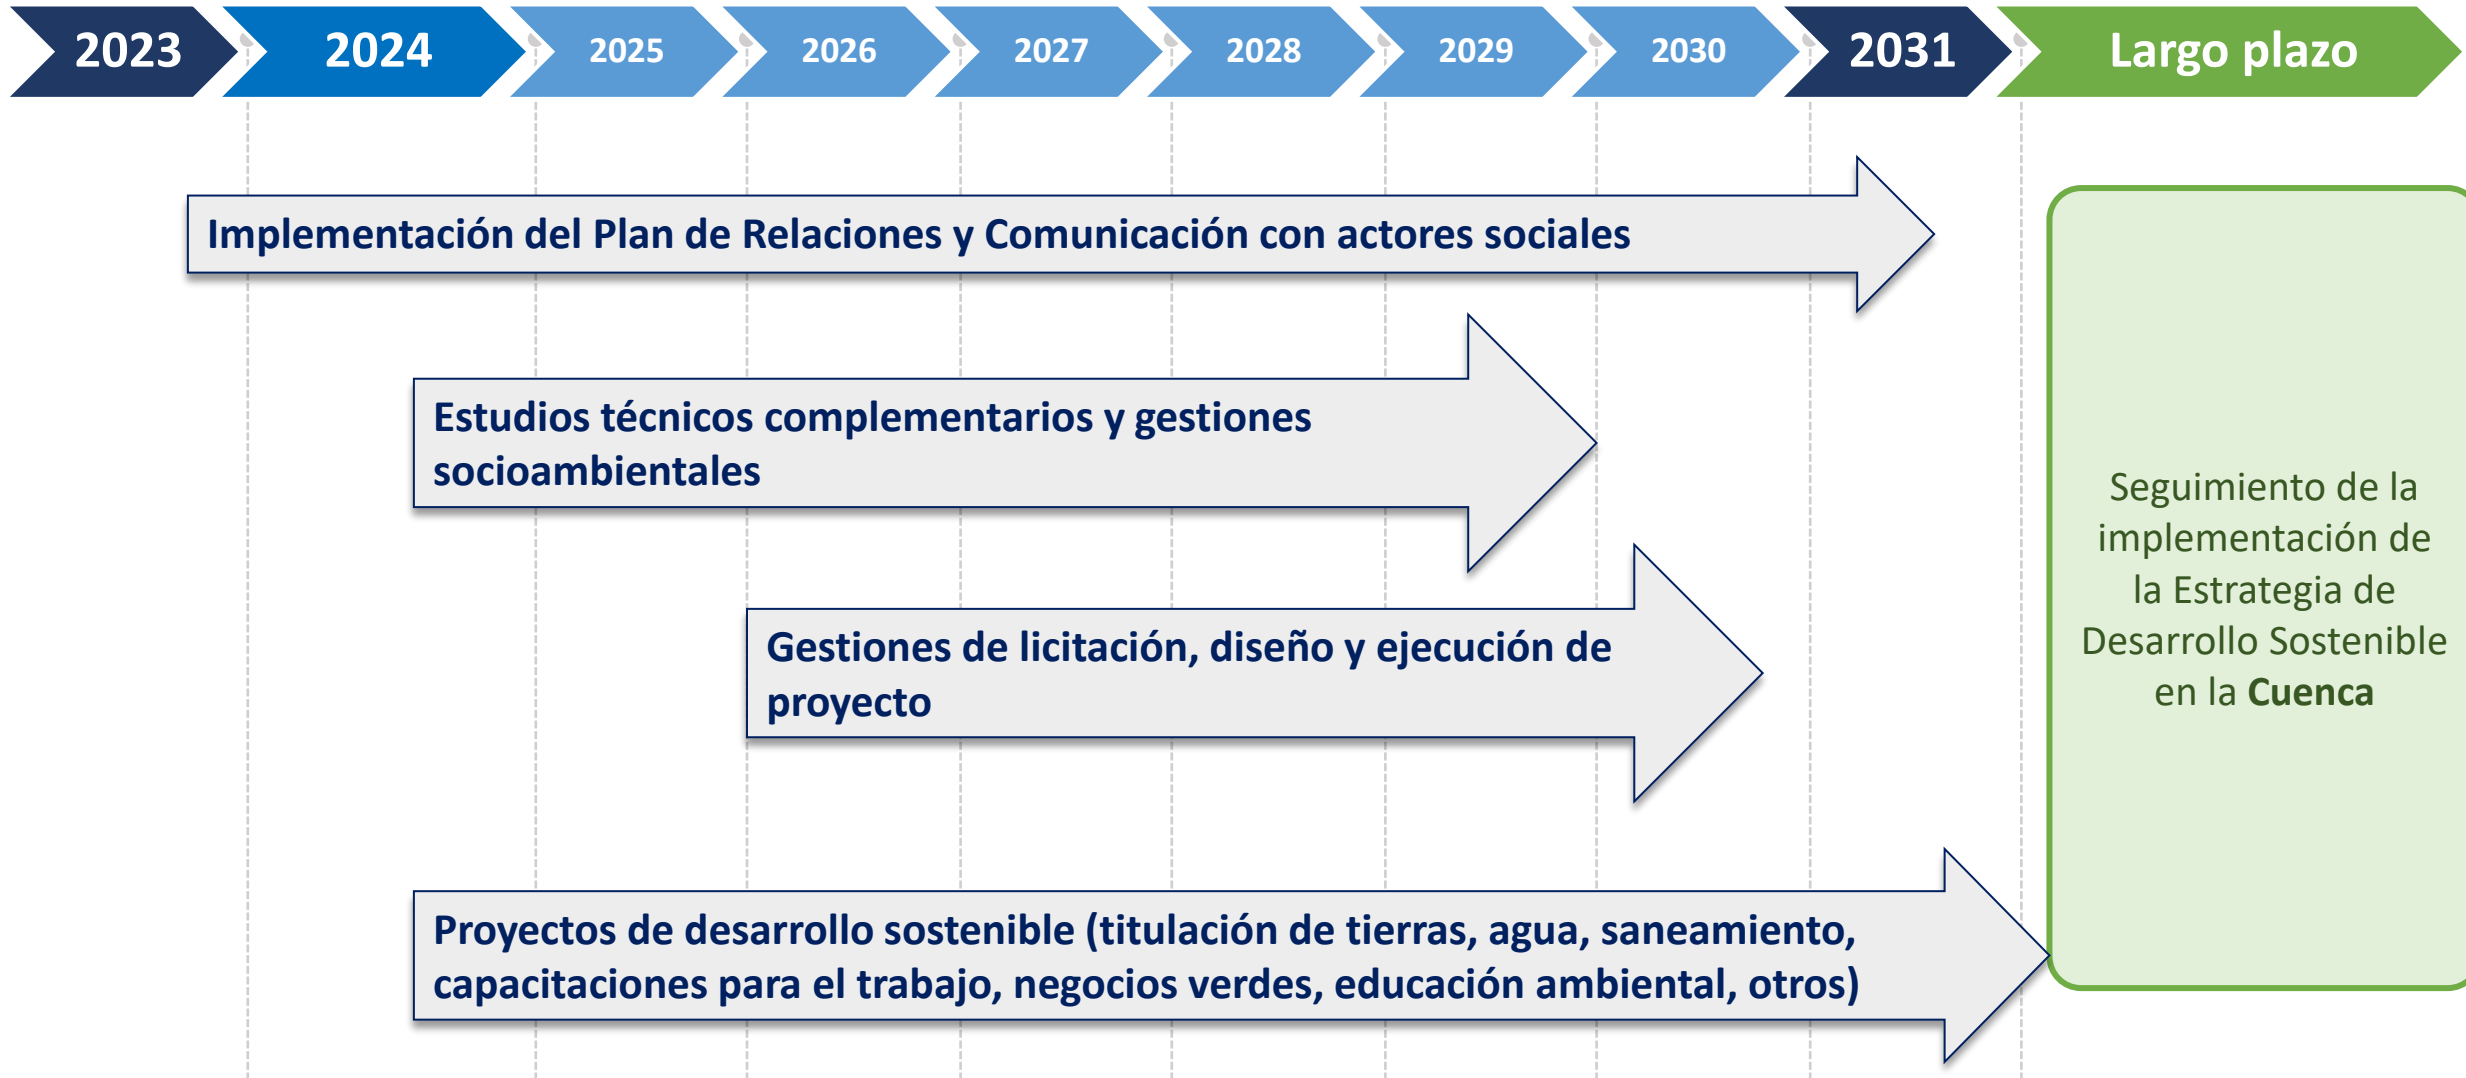 2023
2024
2025
2026
2027
2028
2029
2030
2031
Largo plazo
Implementación del Plan de Relaciones y Comunicación con actores sociales
Estudios técnicos complementarios y gestiones
socioambientales
Gestiones de licitación, diseño y ejecución de
proyecto
Proyectos de desarrollo sostenible (titulación de tierras, agua, saneamiento,
capacitaciones para el trabajo, negocios verdes, educación ambiental, otros)
Seguimiento de la
implementación de
la Estrategia de
Desarrollo Sostenible
en la Cuenca